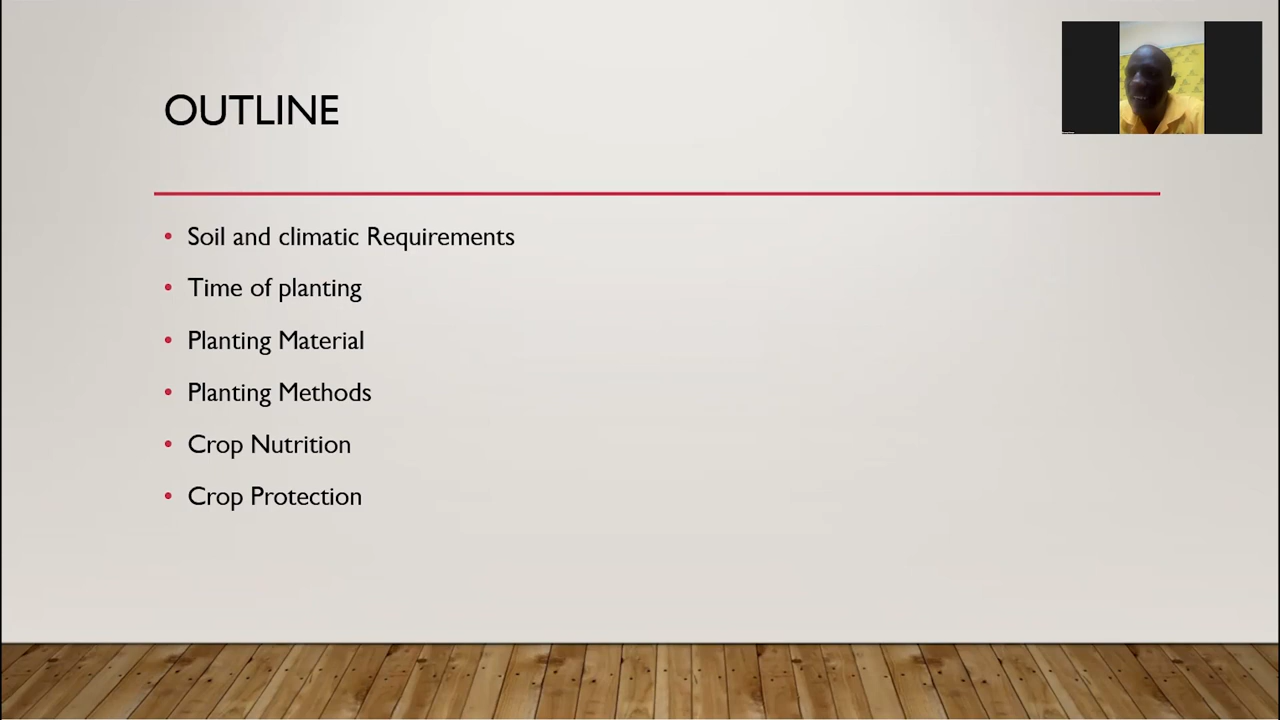 OUTLINE
Soil and climatic Requirements
Time of planting
Planting Material
Planting Methods
Crop Nutrition
Crop Protection